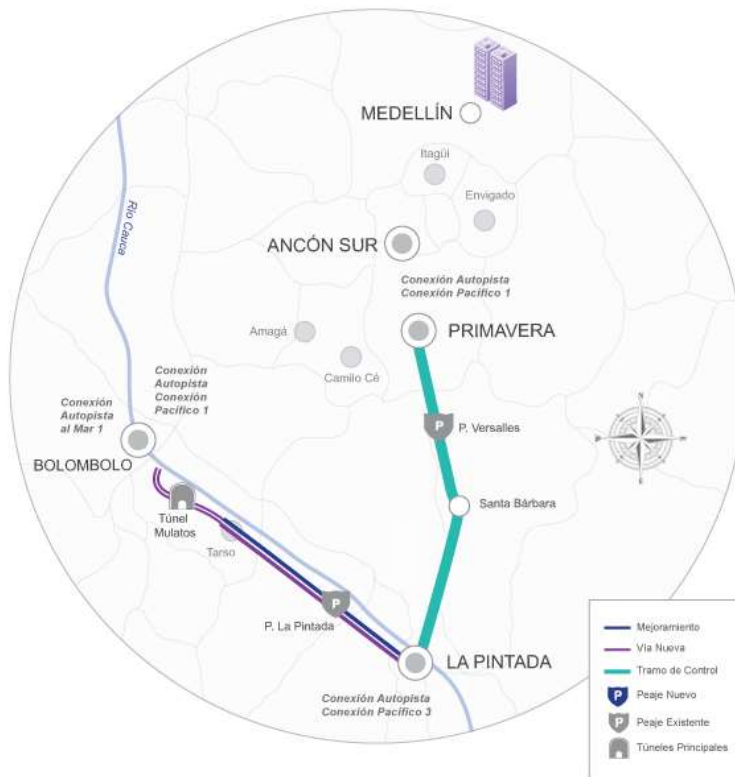 MEDELLÍN
Itagüi
Envigado
Río Cauca
ANCÓN SUR
Conexión Autopista
Conexión Pacífico 1
Amagá
PRIMAVERA
Camilo Cé
Conexión
Autopista
Conexión
Pacífico 1
Conexión
Autopista
al Mar 1
P
P. Versalles
N
BOLOMBOLO
Túnel
Mulatos
Santa Bárbara
Tarso
P
P. La Pintada
LA PINTADA
Conexión Autopista
Conexión Pacífico 3
Mejoramiento
Vía Nueva
Tramo de Control
P Peaje Nuevo
P Peaje Existente
Túneles Principales